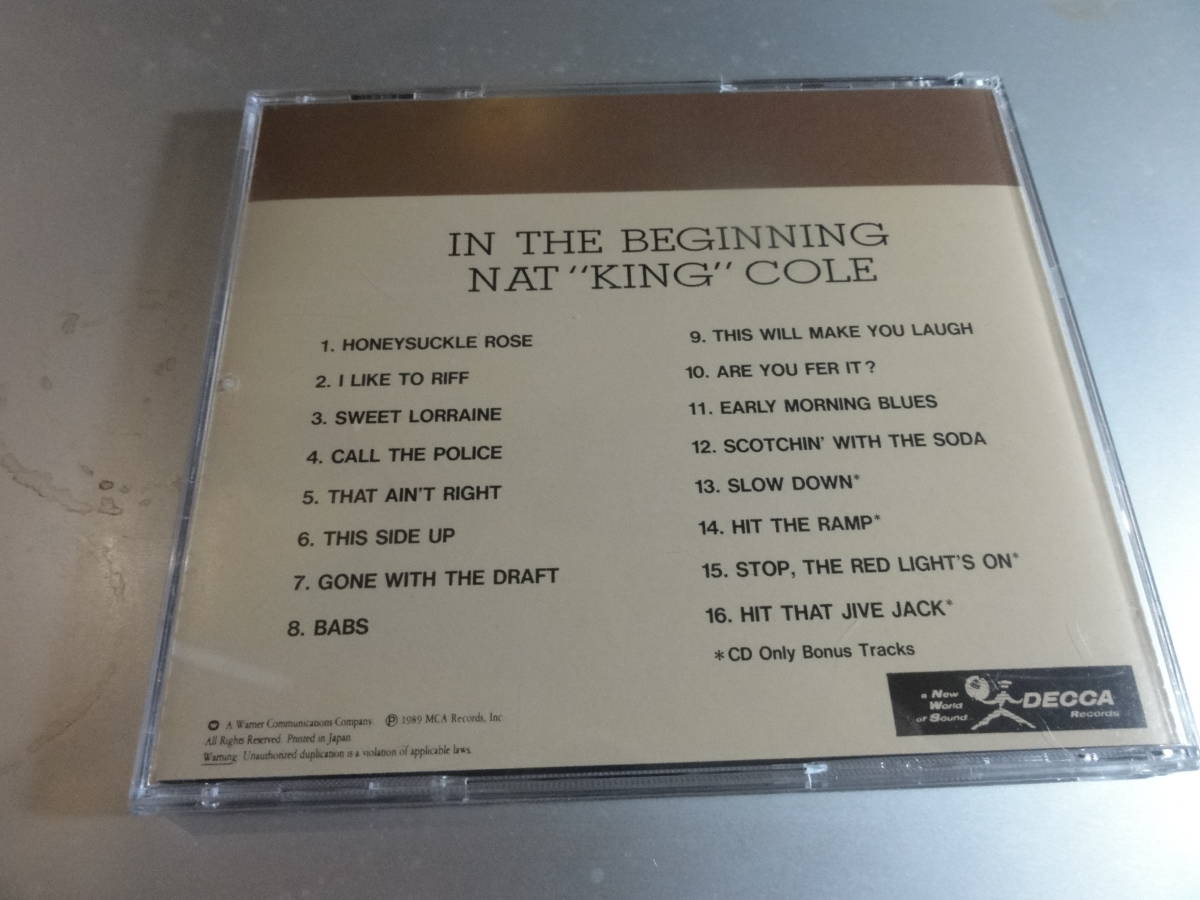 IN THE BEGINNING
NAT "KING" COLE
1. HONEYSUCKLE ROSE
2. I LIKE TO RIFF
3. SWEET LORRAINE
4. CALL THE POLICE
5. THAT AIN'T RIGHT
6. THIS SIDE UP
7. GONE WITH THE DRAFT
8. BABS
9. THIS WILL MAKE YOU LAUGH
10. ARE YOU FER IT?
11. EARLY MORNING BLUES
12. SCOTCHIN' WITH THE SODA
13. SLOW DOWN*
14. HIT THE RAMP*
15. STOP, THE RED LIGHT'S ON*
16. HIT THAT JIVE JACK*
* CD Only Bonus Tracks
A Warner Communications Company. ℗ 1989 MCA Records, Inc
All Rights Reserved. Printed in Japan
Warning: Unauthorized duplication is a violation of applicable laws.
a New
World
of Sound
DECCA
Records